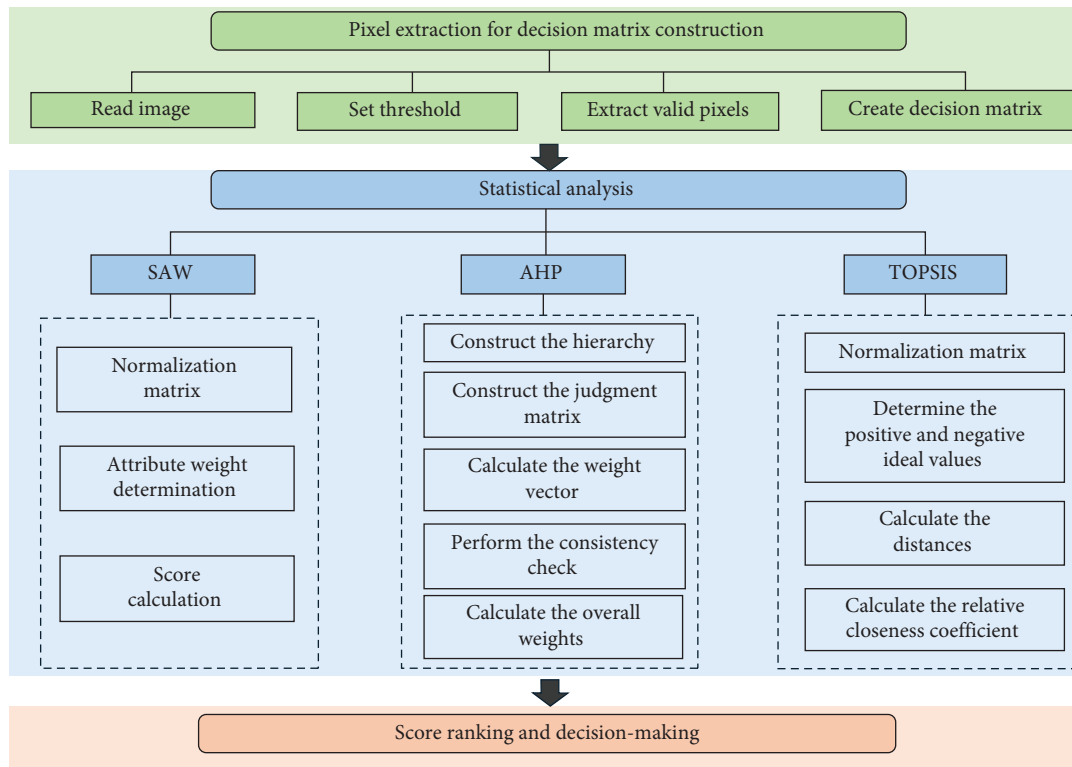 Pixel extraction for decision matrix construction
Read image
Set threshold
Extract valid pixels
Create decision matrix
Statistical analysis
SAW
AHP
TOPSIS
Normalization
matrix
Attribute weight
determination
Score
calculation
Construct the hierarchy
Construct the judgment
matrix
Calculate the weight
vector
Perform the consistency
check
Calculate the overall
weights
Normalization matrix
Determine the
positive and negative
ideal values
Calculate the
distances
Calculate the relative
closeness coefficient
Score ranking and decision-making